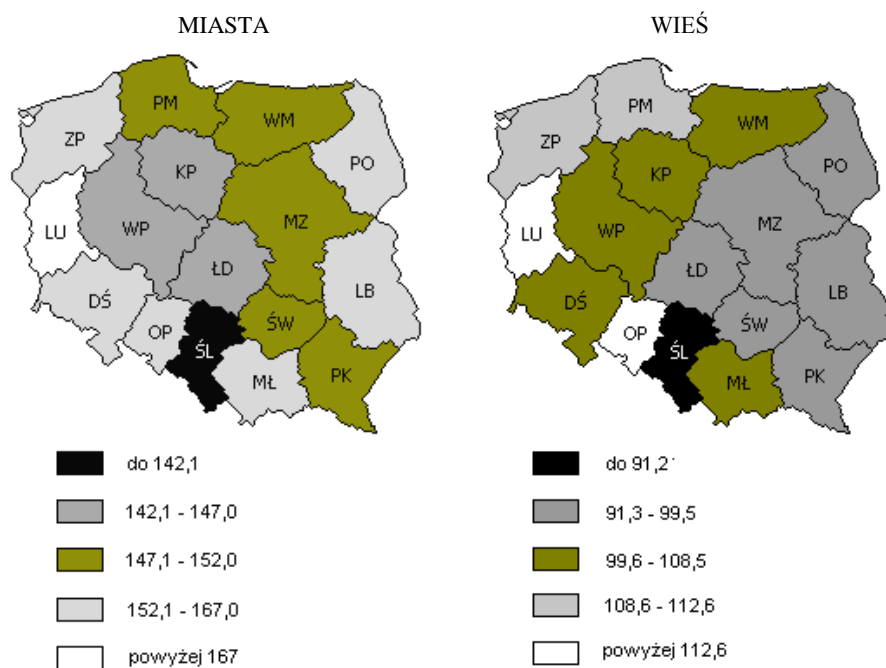 MIASTA
PM
WM
ZP
PO
KP
MZ
LU
WP
ŁD
LB
DŚ
OP
ŚW
ŚL
MŁ
PK
do 142,1
142,1 - 147,0
147,1 - 152,0
152,1 - 167,0
powyżej 167
WIEŚ
PM
WM
ZP
PO
KP
MZ
LU
WP
ŁD
LB
DŚ
OP
ŚW
ŚL
MŁ
PK
do 91,2
91,3 - 99,5
99,6 - 108,5
108,6 - 112,6
powyżej 112,6